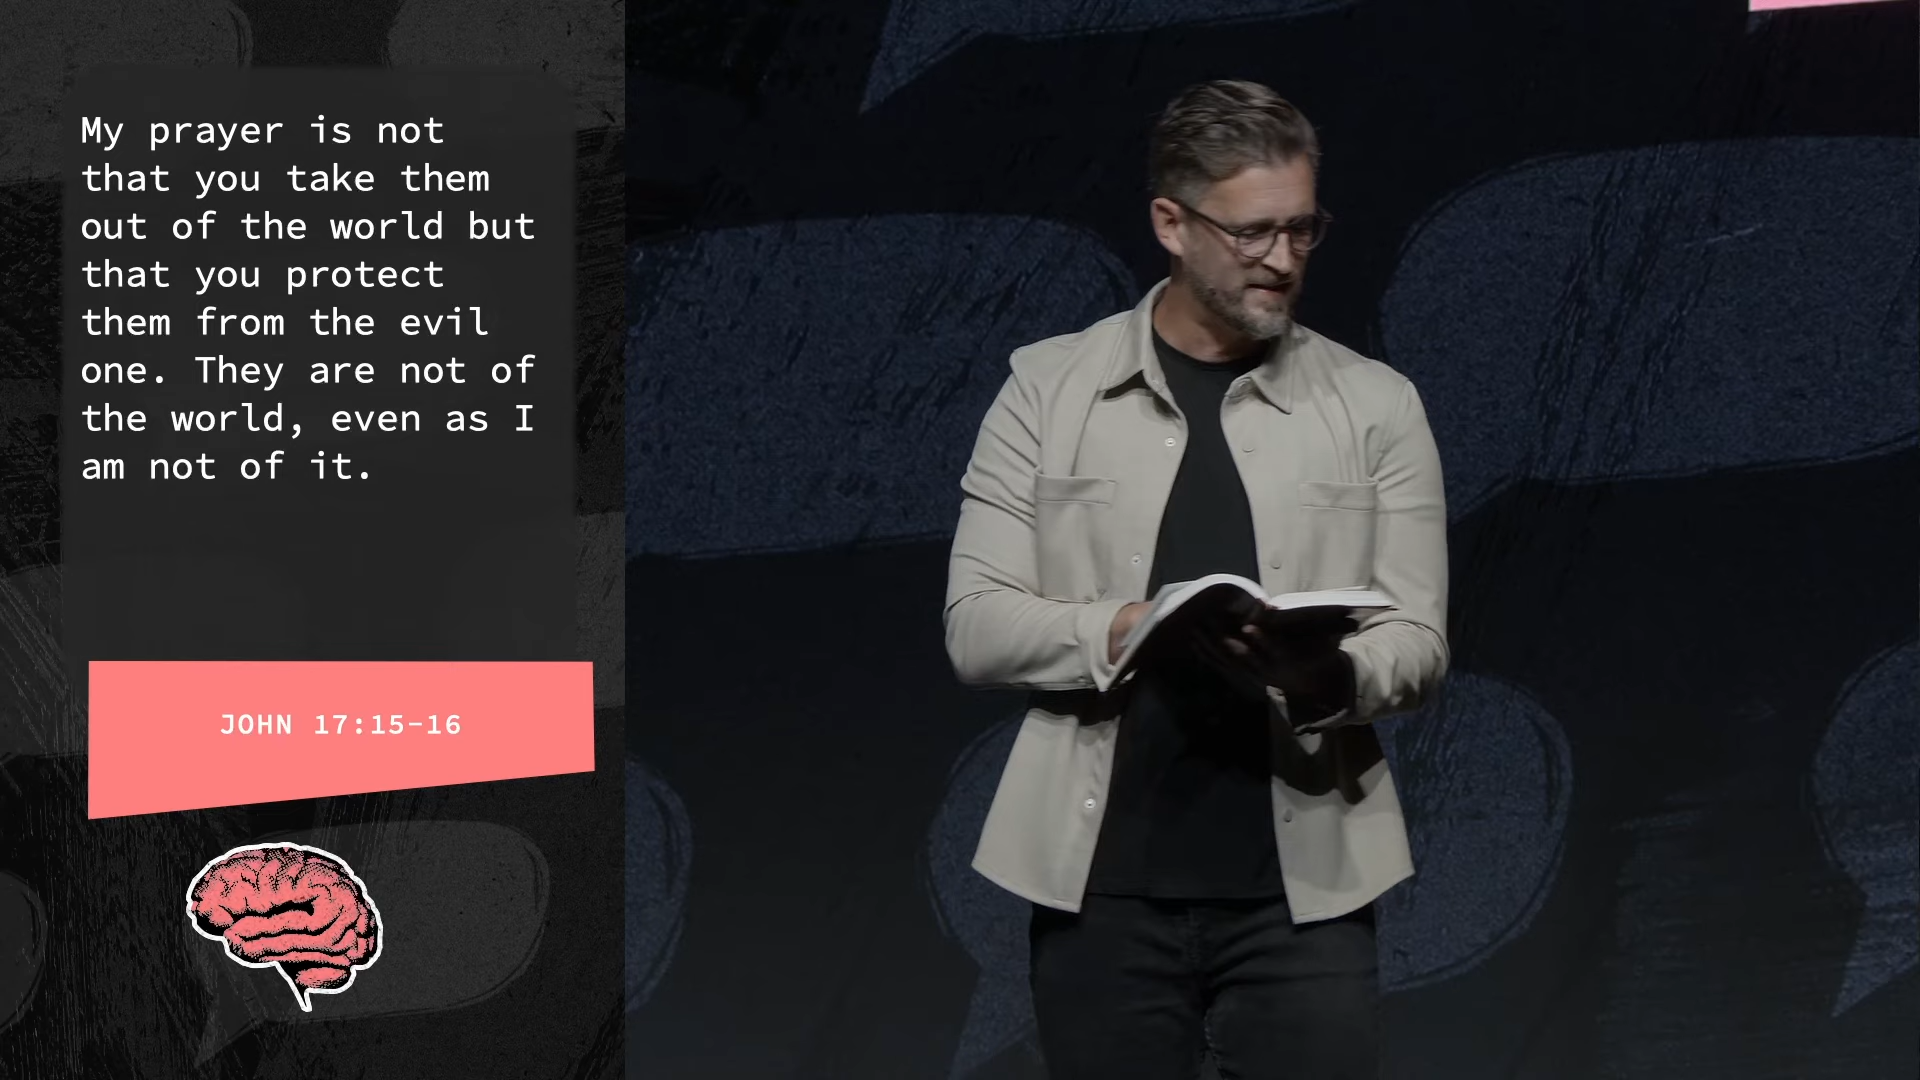 My prayer is not
that you take them
out of the world but
that you protect
them from the evil
one. They are not of
the world, even as I
am not of it.
JOHN 17:15-16